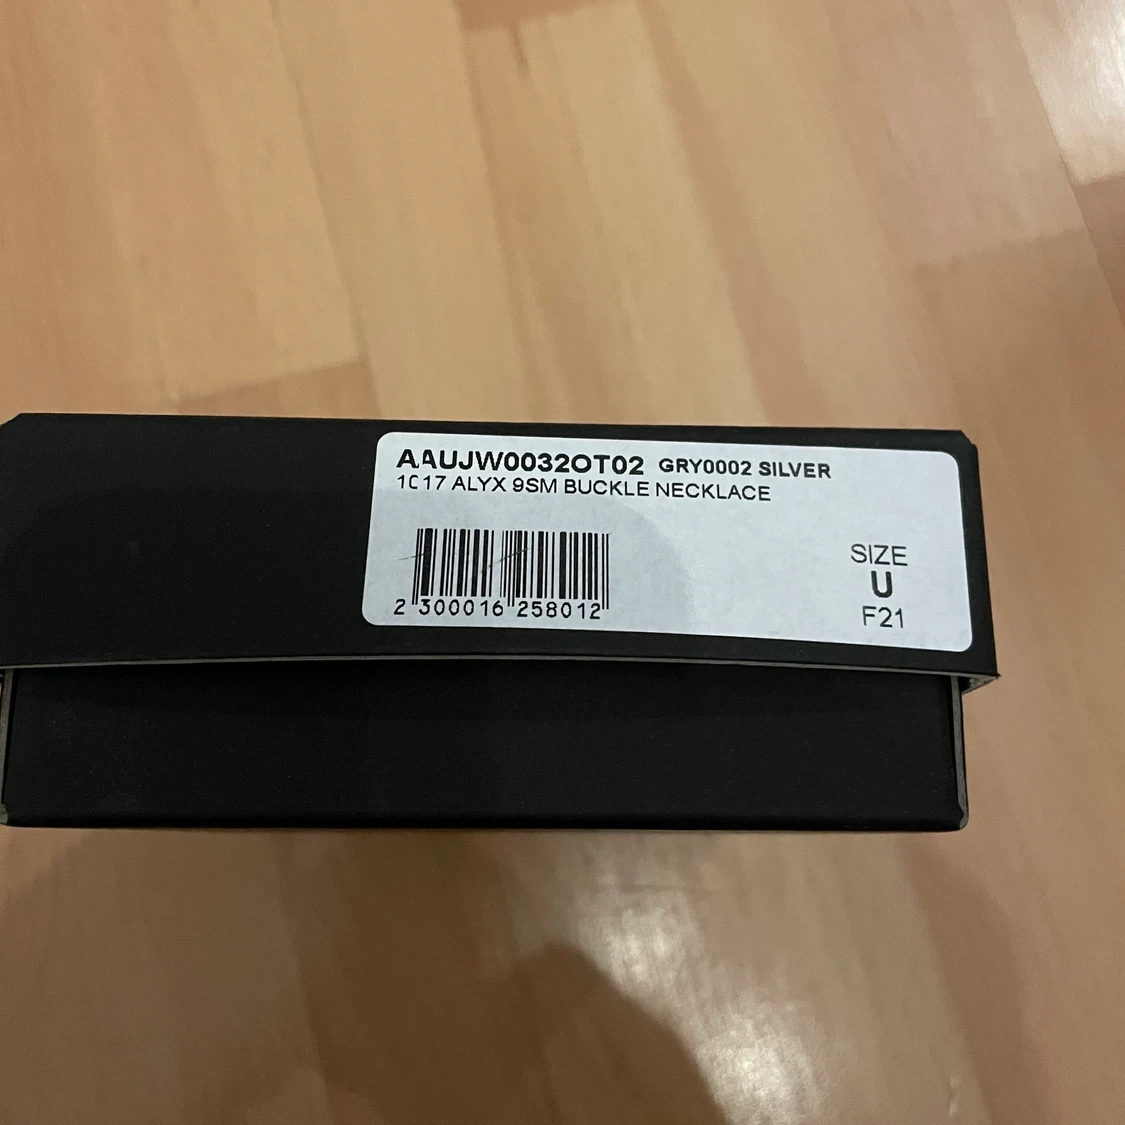 AAUJW0032OT02 GRY0002 SILVER
1017 ALYX 9SM BUCKLE NECKLACE
SIZE
U
F21
2 300016 258012